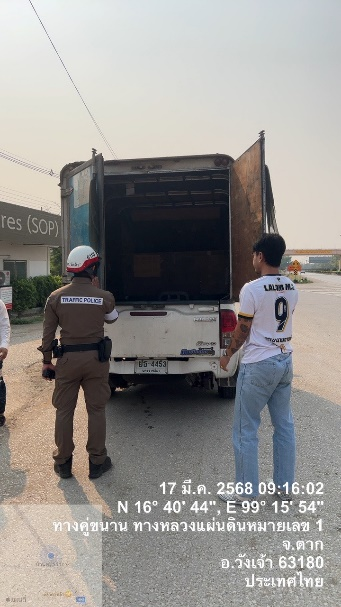 res (SOP)
TRAFFIC POLICE
LALAN INC.
9
4453
17 มี.ค. 2568 09:16:02
N 16° 40' 44", E 99° 15' 54"
ทางคู่ขนาน ทางหลวงแผ่นดินหมายเลข 1
จ.ตาก
อ.วังเจ้า 63180
ประเทศไทย